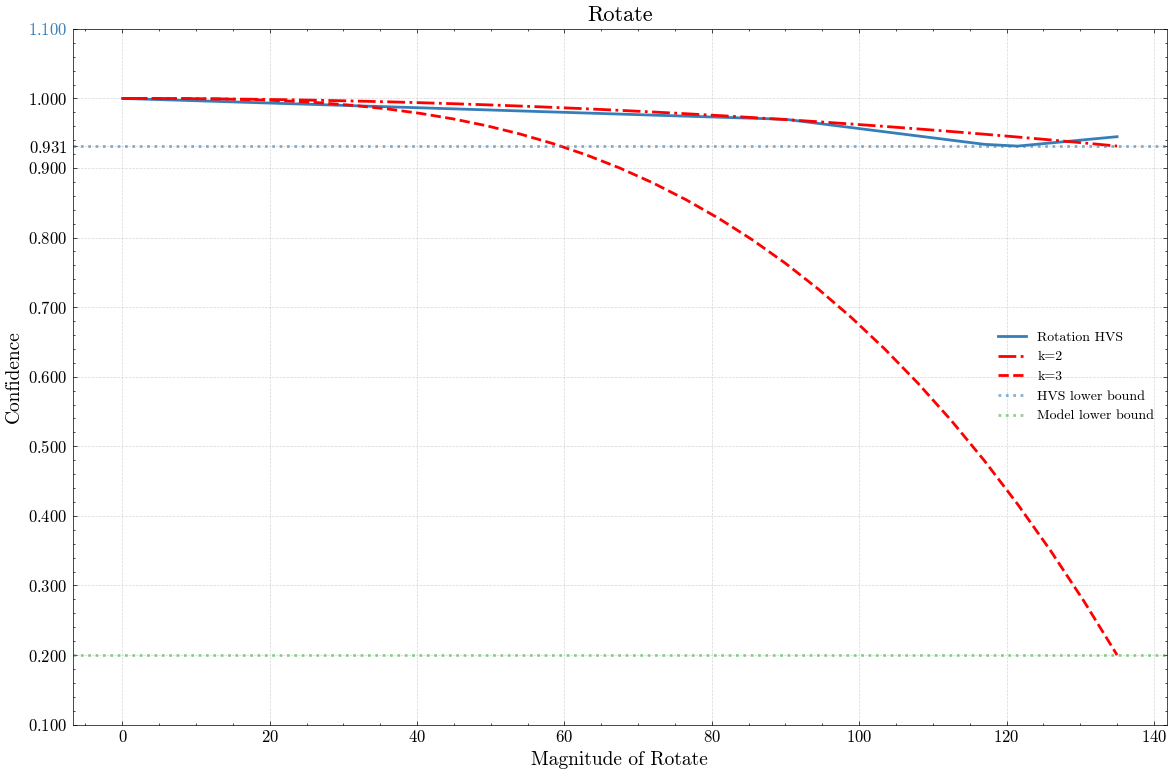 Rotate
1.100
1.000
0.931
0.900
0.800
0.700
0.600
0.500
0.400
0.300
0.200
0.100
Confidence
Rotation HVS
k=2
k=3
HVS lower bound
Model lower bound
0 20 40 60 80 100 120 140
Magnitude of Rotate